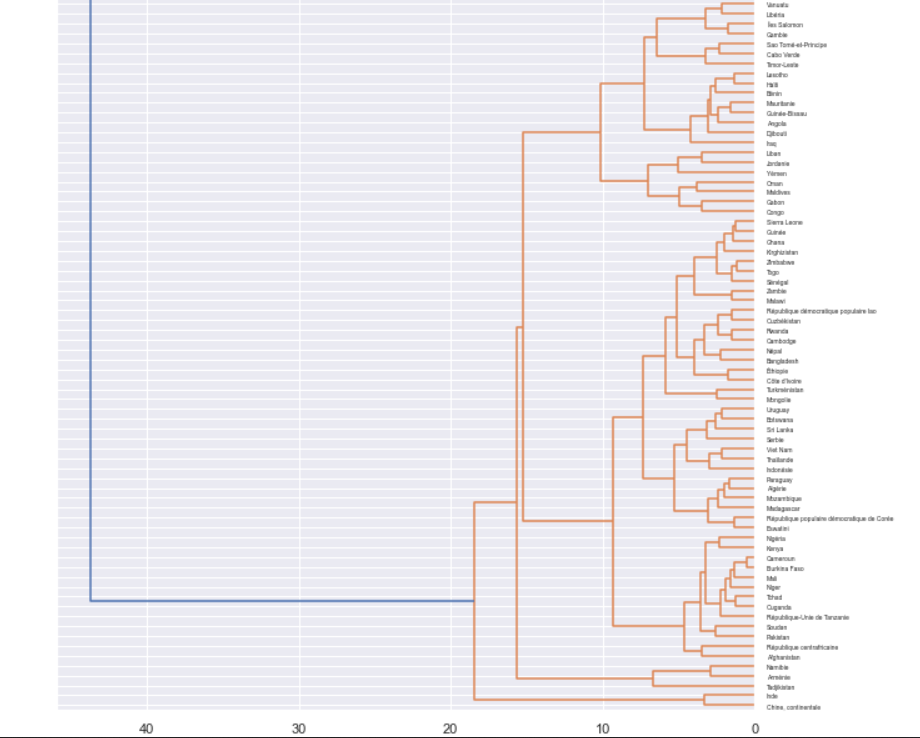 Vanuatu
Libéria
Îles Salomon
Gambie
Sao Tomé-et-Principe
Cabo Verde
Timor-Leste
Lesotho
Haïti
Bénin
Mauritanie
Guinée-Bissau
Angola
Djibouti
Iraq
Liban
Jordanie
Yémen
Oman
Maldives
Gabon
Congo
Sierra Leone
Guinée
Ghana
Kirghizistan
Zimbabwe
Togo
Sénégal
Zambie
Malawi
République démocratique populaire lao
Ouzbékistan
Rwanda
Cambodge
Népal
Bangladesh
Éthiopie
Côte d'Ivoire
Turkménistan
Mongolie
Uruguay
Botswana
Sri Lanka
Serbie
Viet Nam
Thaïlande
Indonésie
Paraguay
Algérie
Mozambique
Madagascar
République populaire démocratique de Corée
Eswatini
Nigéria
Kenya
Cameroun
Burkina Faso
Mali
Niger
Tchad
Ouganda
République-Unie de Tanzanie
Soudan
Pakistan
République centrafricaine
Afghanistan
Namibie
Arménie
Tadjikistan
Inde
Chine, continentale
40 30 20 10 0